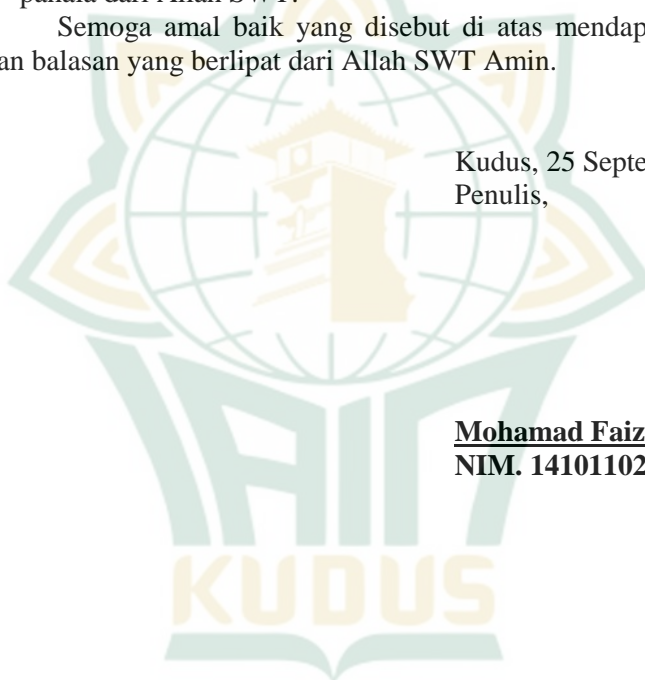 pahala dari Allah SWT.
Semoga amal baik yang disebut di atas mendap
an balasan yang berlipat dari Allah SWT Amin.
Kudus, 25 Septe
Penulis,
Mohamad Faiz
NIM. 14101102
IAIN
KUDUS